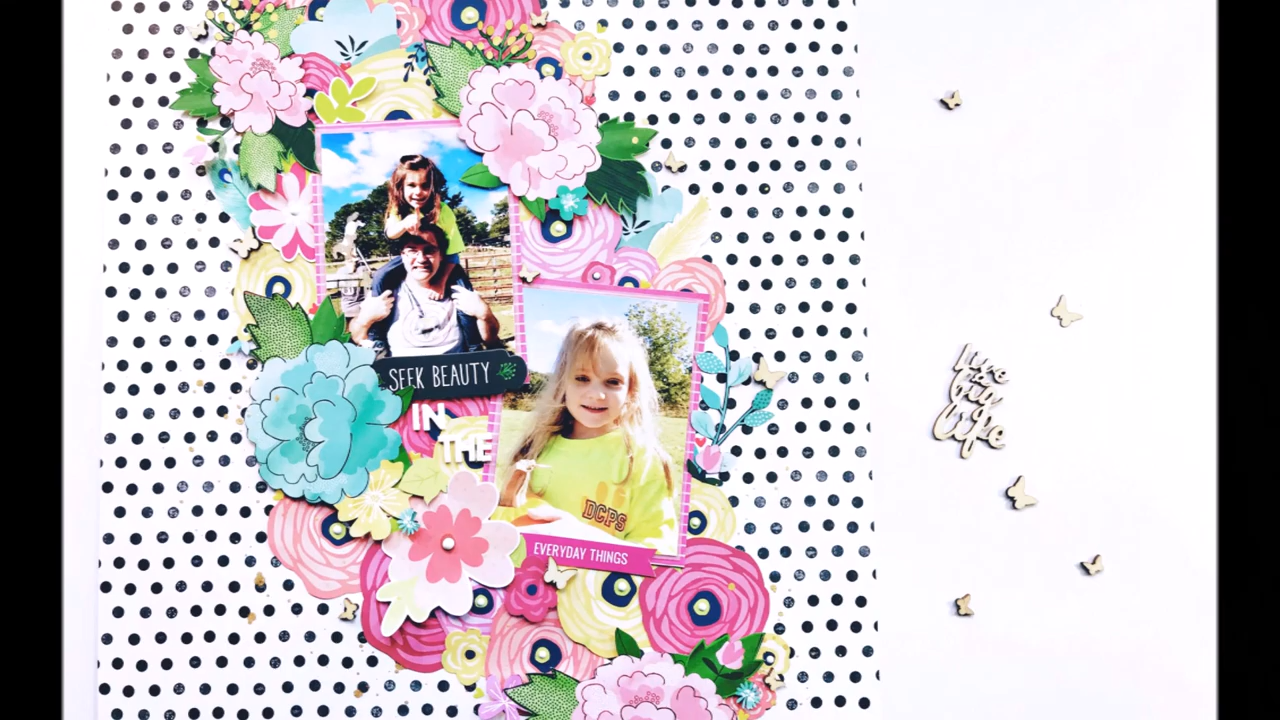 SEEK BEAUTY
IN
THE
DCPS
EVERYDAY THINGS
live
big
life